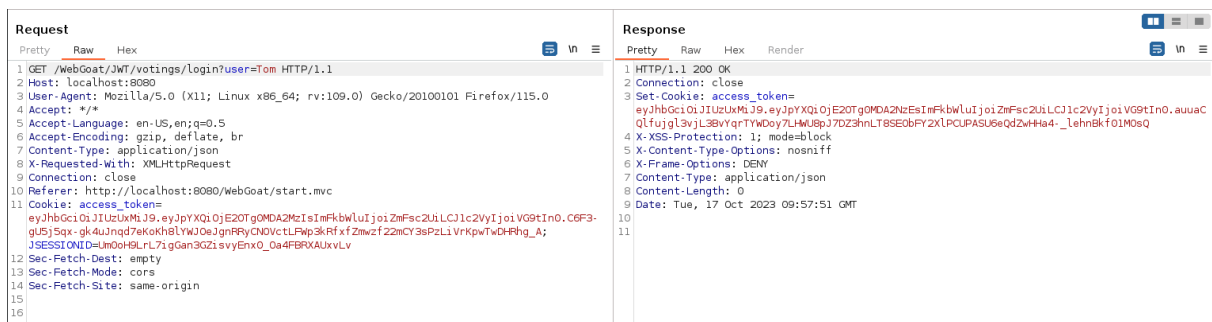 Request
Pretty Raw Hex
\n
1 GET /WebGoat/JWT/votings/login?user=Tom HTTP/1.1
2 Host: localhost:8080
3 User-Agent: Mozilla/5.0 (X11; Linux x86_64; rv:109.0) Gecko/20100101 Firefox/115.0
4 Accept: */*
5 Accept-Language: en-US,en;q=0.5
6 Accept-Encoding: gzip, deflate, br
7 Content-Type: application/json
8 X-Requested-With: XMLHttpRequest
9 Connection: close
10 Referer: http://localhost:8080/WebGoat/start.mvc
11 Cookie: access_token=
eyJhbGciOiJIUzUxMiJ9.eyJpYXQiOjE2OTg0MDA2MzIsImFkbWluIjoiZmFsc2UiLCJ1c2VyIjoiVG9tIn0.C6F3-
gU5j5qx-gk4uJnqd7eKoKh8lYWJOeJgnRRyCN0VctLFWp3kRfxfZmwzf22mCY3sPzLiVrKpwTwDHRhg_A;
JSESSIONID=Um0oH9LrL7igGan3GZisvyEnx0_Oa4FBRXAUxvLv
12 Sec-Fetch-Dest: empty
13 Sec-Fetch-Mode: cors
14 Sec-Fetch-Site: same-origin
15
16
Response
Pretty Raw Hex Render
\n
1 HTTP/1.1 200 OK
2 Connection: close
3 Set-Cookie: access_token=
eyJhbGciOiJIUzUxMiJ9.eyJpYXQiOjE2OTg0MDA2NzEsImFkbWluIjoiZmFsc2UiLCJ1c2VyIjoiVG9tIn0.auuaC
Qlfujgl3vjL3BvYqrTYWDoy7LHWU8pJ7DZ3hnLT8SE0bFY2XlPCUPASU6eQdZwHHa4-_lehnBkf01M0sQ
4 X-XSS-Protection: 1; mode=block
5 X-Content-Type-Options: nosniff
6 X-Frame-Options: DENY
7 Content-Type: application/json
8 Content-Length: 0
9 Date: Tue, 17 Oct 2023 09:57:51 GMT
10
11